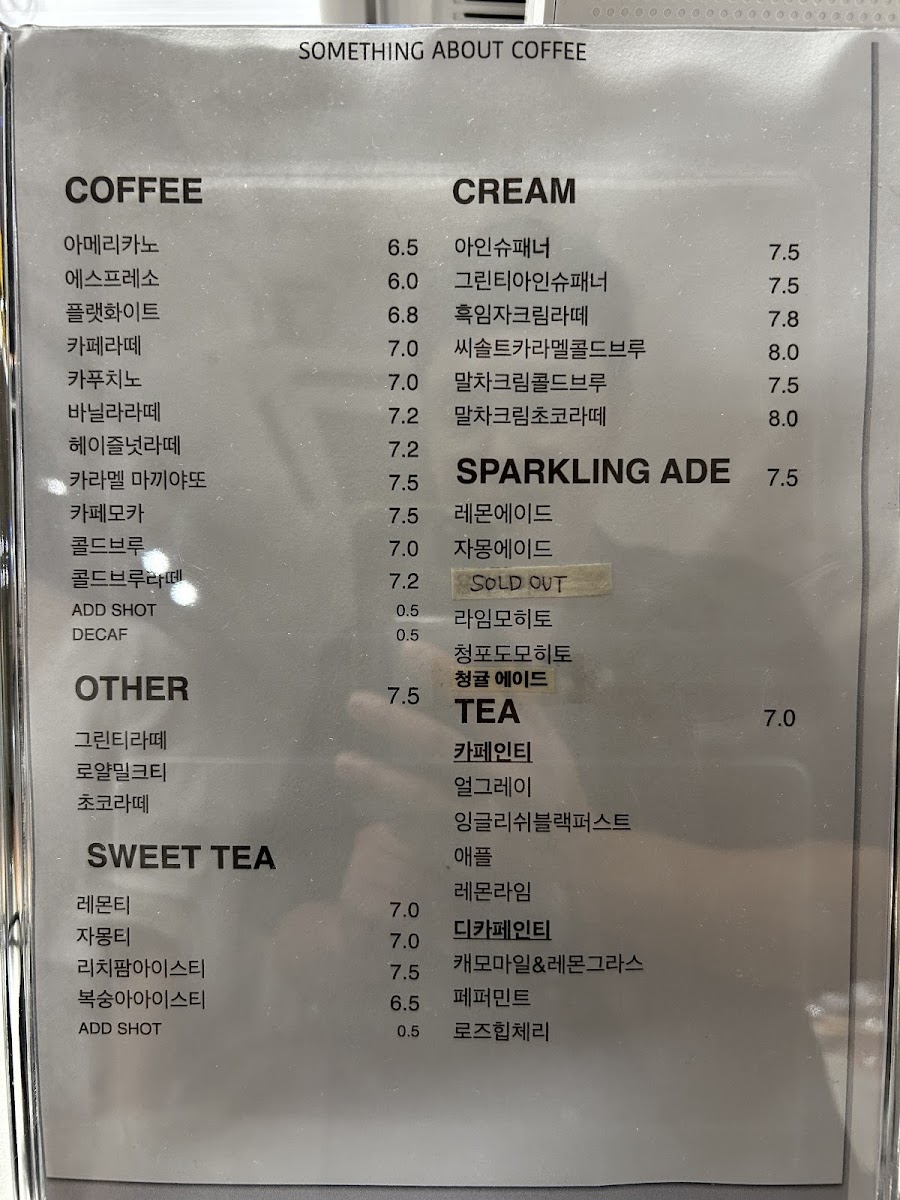 SOMETHING ABOUT COFFEE
COFFEE
아메리카노 6.5
에스프레소 6.0
플랫화이트 6.8
카페라떼 7.0
카푸치노 7.0
바닐라라떼 7.2
헤이즐넛라떼 7.2
카라멜 마끼야또 7.5
카페모카 7.5
콜드브루 7.0
콜드브루라떼 7.2
ADD SHOT 0.5
DECAF 0.5
OTHER 7.5
그린티라떼
로얄밀크티
초코라떼
SWEET TEA
레몬티 7.0
자몽티 7.0
리치팜아이스티 7.5
복숭아아이스티 6.5
ADD SHOT 0.5
CREAM
아인슈패너 7.5
그린티아인슈패너 7.5
흑임자크림라떼 7.8
씨솔트카라멜콜드브루 8.0
말차크림콜드브루 7.5
말차크림초코라떼 8.0
SPARKLING ADE 7.5
레몬에이드
자몽에이드
SOLD OUT
라임모히토
청포도모히토
청귤 에이드
TEA 7.0
카페인티
얼그레이
잉글리쉬블랙퍼스트
애플
레몬라임
디카페인티
캐모마일&레몬그라스
페퍼민트
로즈힙체리